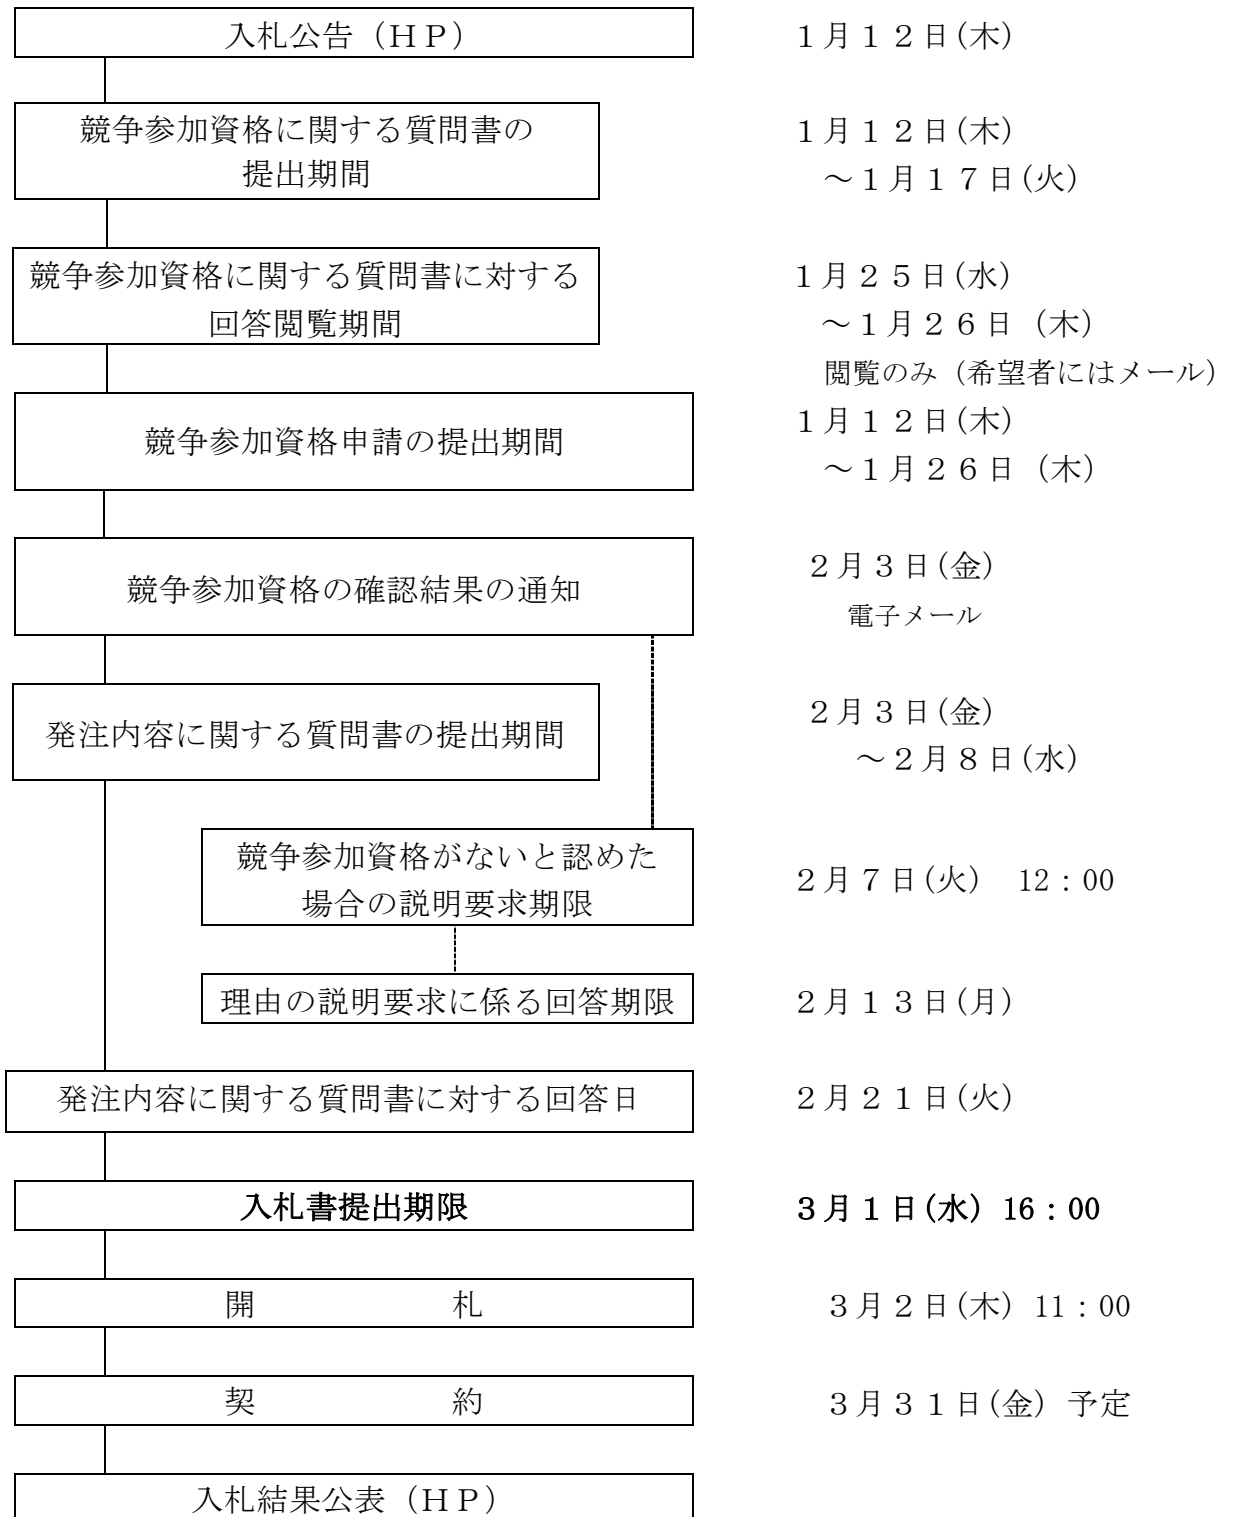 入札公告（ＨＰ）
１月１２日(木)
競争参加資格に関する質問書の
提出期間
１月１２日(木)
～１月１７日(火)
競争参加資格に関する質問書に対する
回答閲覧期間
１月２５日(水)
～１月２６日（木）
閲覧のみ（希望者にはメール）
競争参加資格申請の提出期間
１月１２日(木)
～１月２６日（木）
競争参加資格の確認結果の通知
２月３日(金)
電子メール
発注内容に関する質問書の提出期間
２月３日(金)
～２月８日(水)
競争参加資格がないと認めた
場合の説明要求期限
２月７日(火)　12：00
理由の説明要求に係る回答期限
２月１３日(月)
発注内容に関する質問書に対する回答日
２月２１日(火)
入札書提出期限
３月１日(水) 16：00
開　　　　　　札
３月２日(木) 11：00
契　　　　　　約
３月３１日(金) 予定
入札結果公表（ＨＰ）